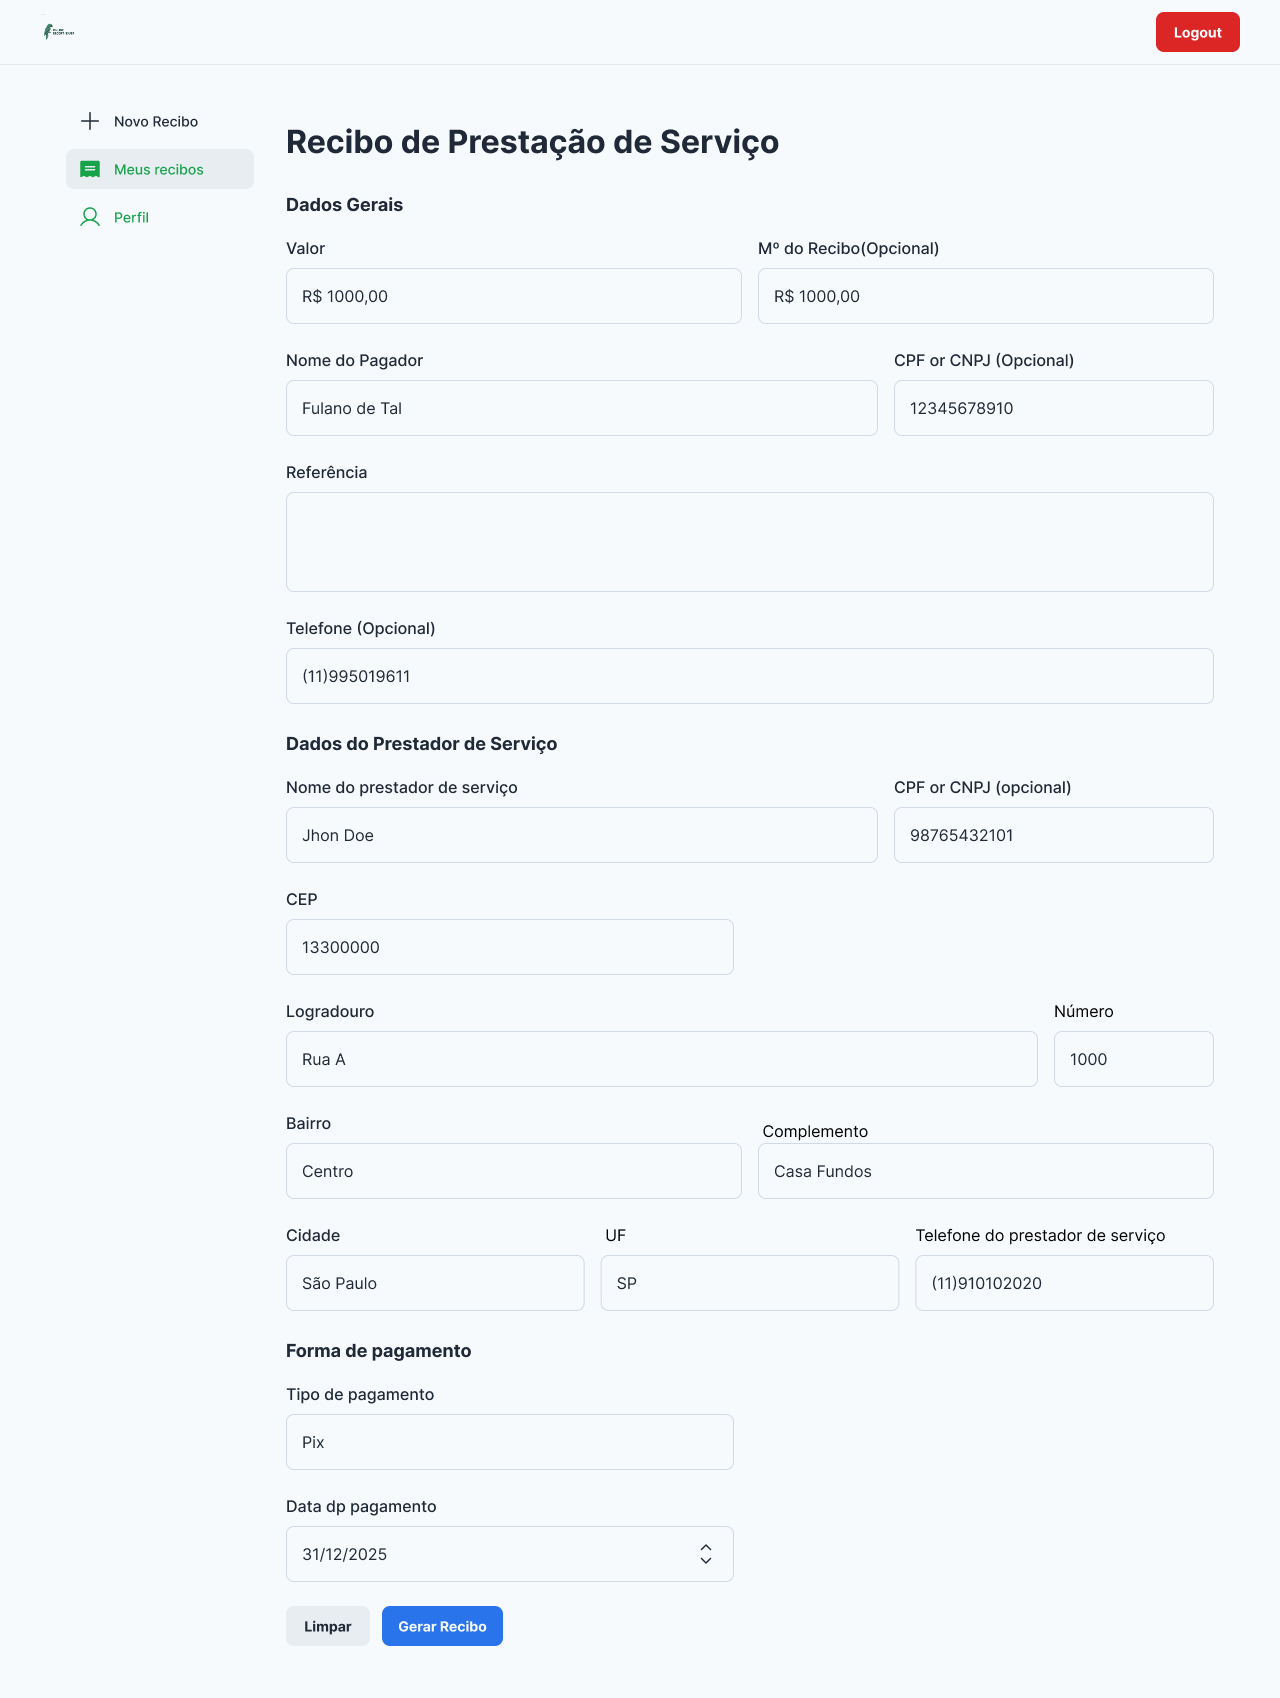 Logout
Novo Recibo
Meus recibos
Perfil
Recibo de Prestação de Serviço
Dados Gerais
Valor
Mº do Recibo(Opcional)
R$ 1000,00
R$ 1000,00
Nome do Pagador
CPF or CNPJ (Opcional)
Fulano de Tal
12345678910
Referência
Telefone (Opcional)
(11)995019611
Dados do Prestador de Serviço
Nome do prestador de serviço
CPF or CNPJ (opcional)
Jhon Doe
98765432101
CEP
13300000
Logradouro
Número
Rua A
1000
Bairro
Complemento
Centro
Casa Fundos
Cidade
UF
Telefone do prestador de serviço
São Paulo
SP
(11)910102020
Forma de pagamento
Tipo de pagamento
Pix
Data dp pagamento
31/12/2025
Limpar
Gerar Recibo